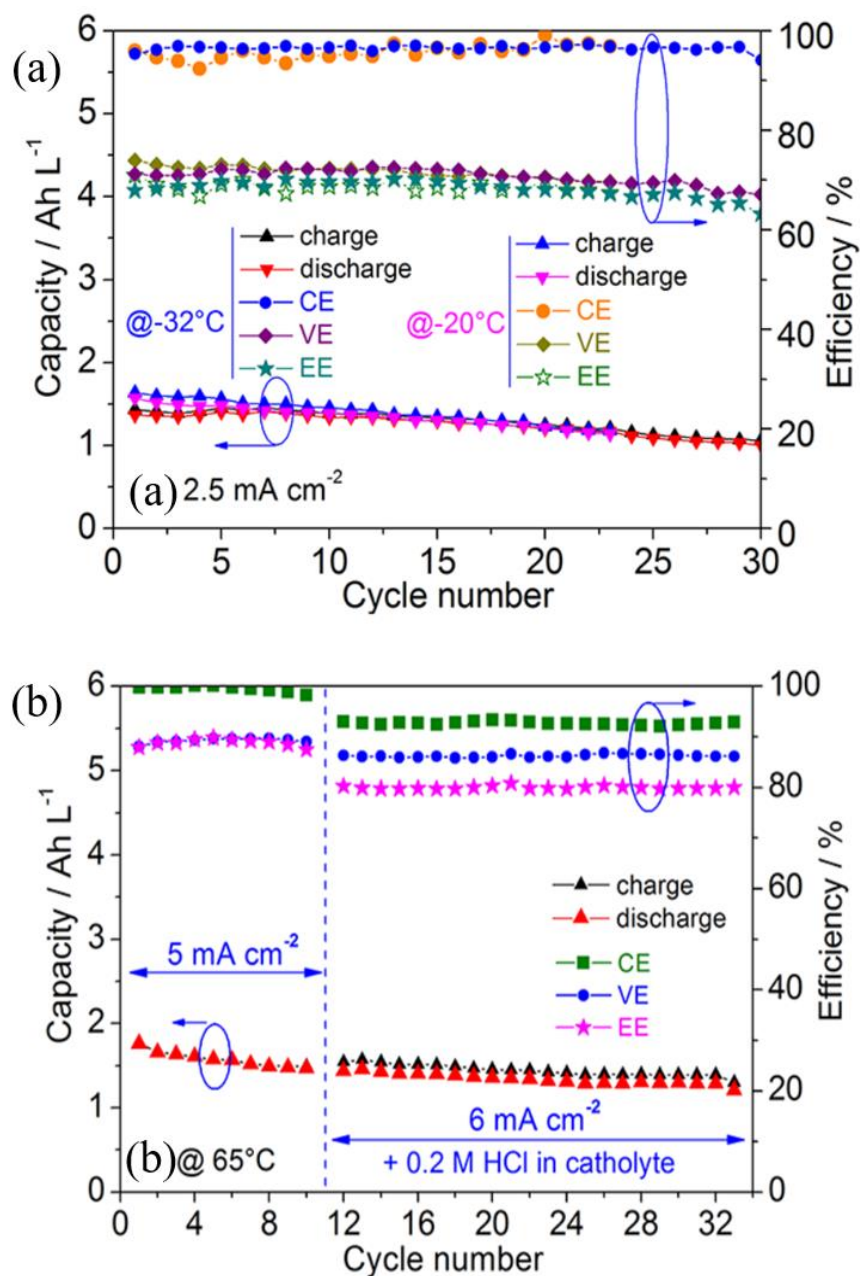 (a)
Capacity / Ah L⁻¹
6
5
4
3
2
1
0
charge
discharge
CE
VE
EE
@-32°C
charge
discharge
CE
VE
EE
@-20°C
(a) 2.5 mA cm⁻²
100
80
60
40
20
0
Efficiency / %
0 5 10 15 20 25 30
Cycle number
(b)
Capacity / Ah L⁻¹
6
5
4
3
2
1
0
5 mA cm⁻²
charge
discharge
CE
VE
EE
6 mA cm⁻²
+ 0.2 M HCl in catholyte
(b) @ 65°C
100
80
60
40
20
0
Efficiency / %
0 4 8 12 16 20 24 28 32
Cycle number